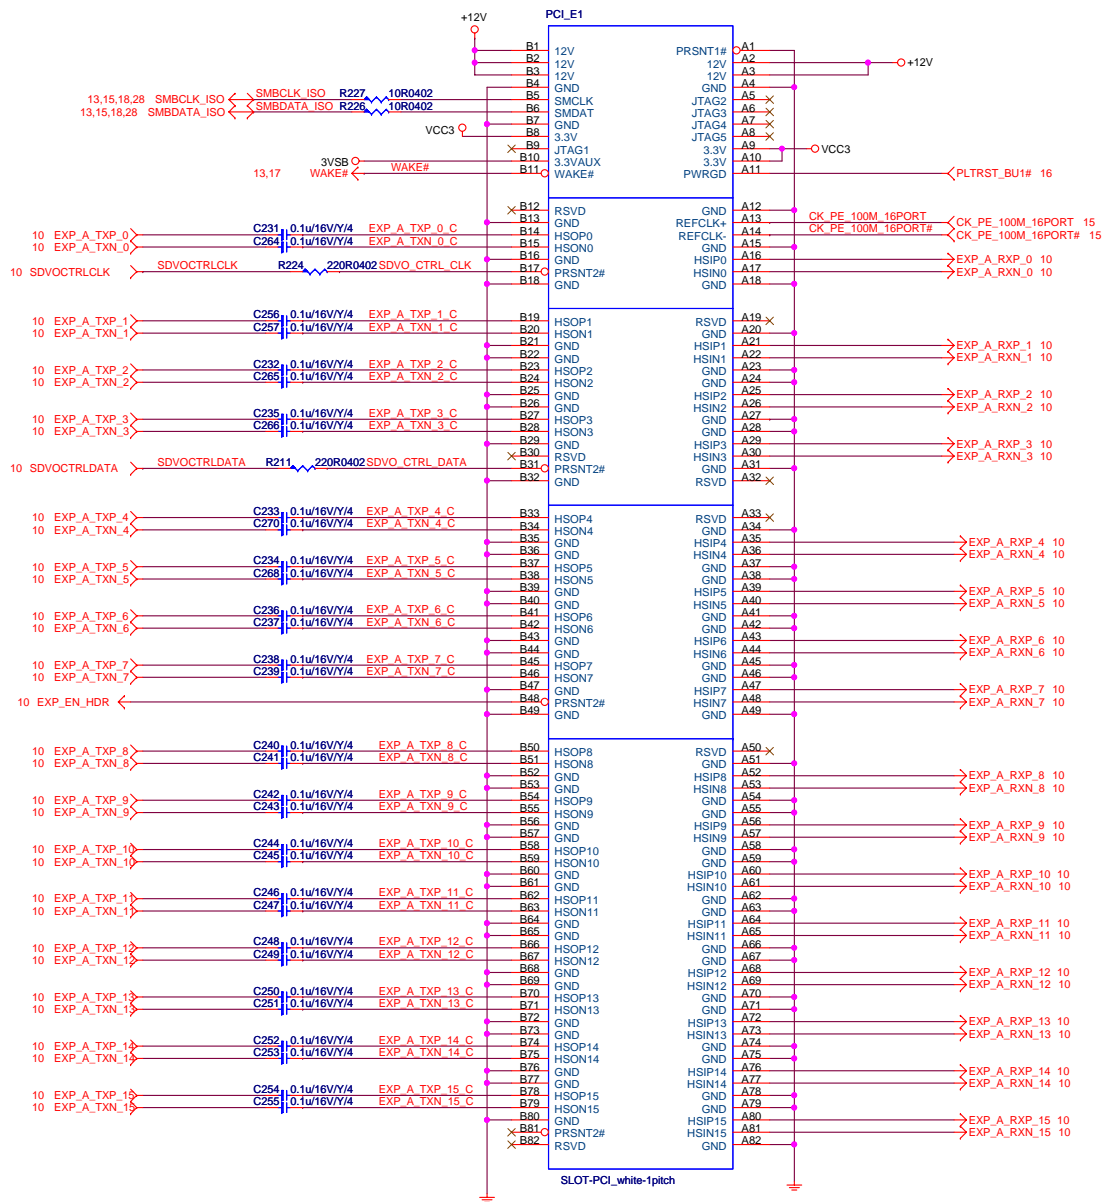 PCI_E1
+12V
B1 12V PRSNT1# A1
B2 12V 12V A2 +12V
B3 12V 12V A3
B4 GND GND A4
13,15,18,28 SMBCLK_ISO SMBCLK_ISO R227 10R0402 B5 SMCLK JTAG2 A5
13,15,18,28 SMBDATA_ISO SMBDATA_ISO R226 10R0402 B6 SMDAT JTAG3 A6
B7 GND JTAG4 A7
VCC3 B8 3.3V JTAG5 A8
B9 JTAG1 3.3V A9 VCC3
3VSB B10 3.3VAUX 3.3V A10
13,17 WAKE# WAKE# B11 WAKE# PWRGD A11 PLTRST_BU1# 16
B12 RSVD GND A12
B13 GND REFCLK+ A13 CK_PE_100M_16PORT CK_PE_100M_16PORT 15
10 EXP_A_TXP_0 C231 0.1u/16V/Y/4 EXP_A_TXP_0_C B14 HSOP0 REFCLK- A14 CK_PE_100M_16PORT# CK_PE_100M_16PORT# 15
10 EXP_A_TXN_0 C264 0.1u/16V/Y/4 EXP_A_TXN_0_C B15 HSON0 GND A15
B16 GND HSIP0 A16 EXP_A_RXP_0 10
10 SDVOCTRLCLK SDVOCTRLCLK R224 220R0402 SDVO_CTRL_CLK B17 PRSNT2# HSIN0 A17 EXP_A_RXN_0 10
B18 GND GND A18
10 EXP_A_TXP_1 C256 0.1u/16V/Y/4 EXP_A_TXP_1_C B19 HSOP1 RSVD A19
10 EXP_A_TXN_1 C257 0.1u/16V/Y/4 EXP_A_TXN_1_C B20 HSON1 GND A20
B21 GND HSIP1 A21 EXP_A_RXP_1 10
B22 GND HSIN1 A22 EXP_A_RXN_1 10
10 EXP_A_TXP_2 C232 0.1u/16V/Y/4 EXP_A_TXP_2_C B23 HSOP2 GND A23
10 EXP_A_TXN_2 C265 0.1u/16V/Y/4 EXP_A_TXN_2_C B24 HSON2 GND A24
B25 GND HSIP2 A25 EXP_A_RXP_2 10
B26 GND HSIN2 A26 EXP_A_RXN_2 10
10 EXP_A_TXP_3 C235 0.1u/16V/Y/4 EXP_A_TXP_3_C B27 HSOP3 GND A27
10 EXP_A_TXN_3 C266 0.1u/16V/Y/4 EXP_A_TXN_3_C B28 HSON3 GND A28
B29 GND HSIP3 A29 EXP_A_RXP_3 10
B30 RSVD HSIN3 A30 EXP_A_RXN_3 10
10 SDVOCTRLDATA SDVOCTRLDATA R211 220R0402 SDVO_CTRL_DATA B31 PRSNT2# GND A31
B32 GND RSVD A32
10 EXP_A_TXP_4 C233 0.1u/16V/Y/4 EXP_A_TXP_4_C B33 HSOP4 RSVD A33
10 EXP_A_TXN_4 C270 0.1u/16V/Y/4 EXP_A_TXN_4_C B34 HSON4 GND A34
B35 GND HSIP4 A35 EXP_A_RXP_4 10
B36 GND HSIN4 A36 EXP_A_RXN_4 10
10 EXP_A_TXP_5 C234 0.1u/16V/Y/4 EXP_A_TXP_5_C B37 HSOP5 GND A37
10 EXP_A_TXN_5 C268 0.1u/16V/Y/4 EXP_A_TXN_5_C B38 HSON5 GND A38
B39 GND HSIP5 A39 EXP_A_RXP_5 10
B40 GND HSIN5 A40 EXP_A_RXN_5 10
10 EXP_A_TXP_6 C236 0.1u/16V/Y/4 EXP_A_TXP_6_C B41 HSOP6 GND A41
10 EXP_A_TXN_6 C237 0.1u/16V/Y/4 EXP_A_TXN_6_C B42 HSON6 GND A42
B43 GND HSIP6 A43 EXP_A_RXP_6 10
B44 GND HSIN6 A44 EXP_A_RXN_6 10
10 EXP_A_TXP_7 C238 0.1u/16V/Y/4 EXP_A_TXP_7_C B45 HSOP7 GND A45
10 EXP_A_TXN_7 C239 0.1u/16V/Y/4 EXP_A_TXN_7_C B46 HSON7 GND A46
B47 GND HSIP7 A47 EXP_A_RXP_7 10
10 EXP_EN_HDR B48 PRSNT2# HSIN7 A48 EXP_A_RXN_7 10
B49 GND GND A49
10 EXP_A_TXP_8 C240 0.1u/16V/Y/4 EXP_A_TXP_8_C B50 HSOP8 RSVD A50
10 EXP_A_TXN_8 C241 0.1u/16V/Y/4 EXP_A_TXN_8_C B51 HSON8 GND A51
B52 GND HSIP8 A52 EXP_A_RXP_8 10
B53 GND HSIN8 A53 EXP_A_RXN_8 10
10 EXP_A_TXP_9 C242 0.1u/16V/Y/4 EXP_A_TXP_9_C B54 HSOP9 GND A54
10 EXP_A_TXN_9 C243 0.1u/16V/Y/4 EXP_A_TXN_9_C B55 HSON9 GND A55
B56 GND HSIP9 A56 EXP_A_RXP_9 10
B57 GND HSIN9 A57 EXP_A_RXN_9 10
10 EXP_A_TXP_10 C244 0.1u/16V/Y/4 EXP_A_TXP_10_C B58 HSOP10 GND A58
10 EXP_A_TXN_10 C245 0.1u/16V/Y/4 EXP_A_TXN_10_C B59 HSON10 GND A59
B60 GND HSIP10 A60 EXP_A_RXP_10 10
B61 GND HSIN10 A61 EXP_A_RXN_10 10
10 EXP_A_TXP_11 C246 0.1u/16V/Y/4 EXP_A_TXP_11_C B62 HSOP11 GND A62
10 EXP_A_TXN_11 C247 0.1u/16V/Y/4 EXP_A_TXN_11_C B63 HSON11 GND A63
B64 GND HSIP11 A64 EXP_A_RXP_11 10
B65 GND HSIN11 A65 EXP_A_RXN_11 10
10 EXP_A_TXP_12 C248 0.1u/16V/Y/4 EXP_A_TXP_12_C B66 HSOP12 GND A66
10 EXP_A_TXN_12 C249 0.1u/16V/Y/4 EXP_A_TXN_12_C B67 HSON12 GND A67
B68 GND HSIP12 A68 EXP_A_RXP_12 10
B69 GND HSIN12 A69 EXP_A_RXN_12 10
10 EXP_A_TXP_13 C250 0.1u/16V/Y/4 EXP_A_TXP_13_C B70 HSOP13 GND A70
10 EXP_A_TXN_13 C251 0.1u/16V/Y/4 EXP_A_TXN_13_C B71 HSON13 GND A71
B72 GND HSIP13 A72 EXP_A_RXP_13 10
B73 GND HSIN13 A73 EXP_A_RXN_13 10
10 EXP_A_TXP_14 C252 0.1u/16V/Y/4 EXP_A_TXP_14_C B74 HSOP14 GND A74
10 EXP_A_TXN_14 C253 0.1u/16V/Y/4 EXP_A_TXN_14_C B75 HSON14 GND A75
B76 GND HSIP14 A76 EXP_A_RXP_14 10
B77 GND HSIN14 A77 EXP_A_RXN_14 10
10 EXP_A_TXP_15 C254 0.1u/16V/Y/4 EXP_A_TXP_15_C B78 HSOP15 GND A78
10 EXP_A_TXN_15 C255 0.1u/16V/Y/4 EXP_A_TXN_15_C B79 HSON15 GND A79
B80 GND HSIP15 A80 EXP_A_RXP_15 10
B81 PRSNT2# HSIN15 A81 EXP_A_RXN_15 10
B82 RSVD GND A82
SLOT-PCI_white-1pitch